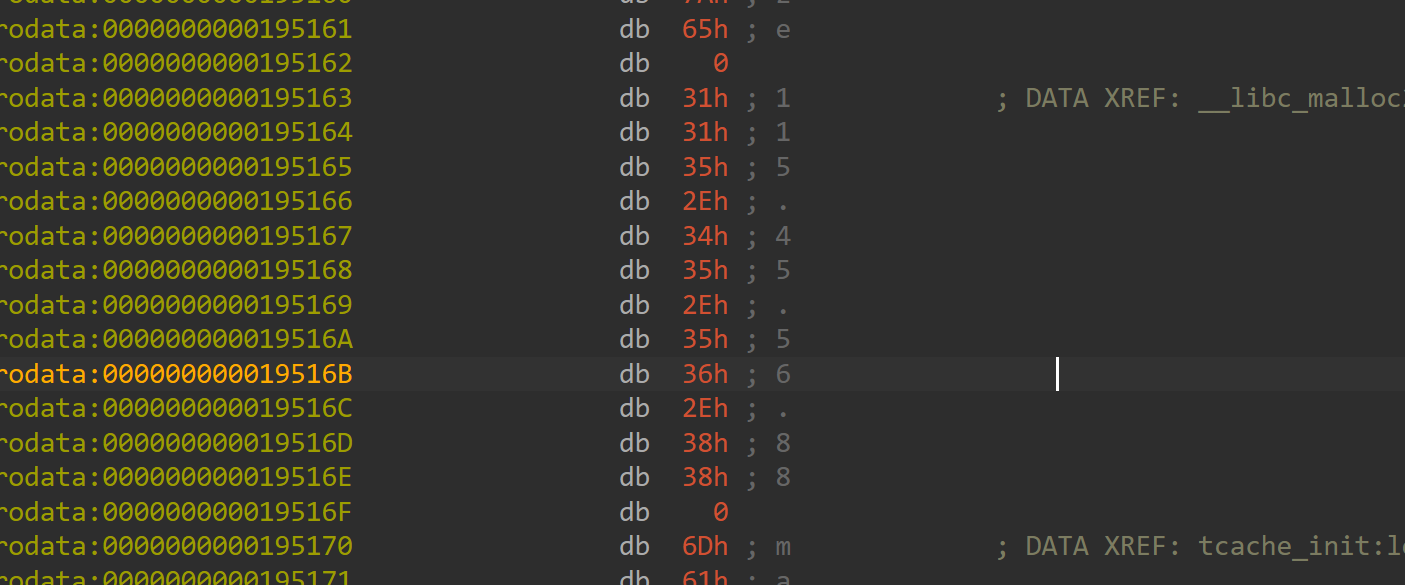 rodata:0000000000195161 db 65h ; e
rodata:0000000000195162 db 0
rodata:0000000000195163 db 31h ; 1 ; DATA XREF: __libc_malloc
rodata:0000000000195164 db 31h ; 1
rodata:0000000000195165 db 35h ; 5
rodata:0000000000195166 db 2Eh ; .
rodata:0000000000195167 db 34h ; 4
rodata:0000000000195168 db 35h ; 5
rodata:0000000000195169 db 2Eh ; .
rodata:000000000019516A db 35h ; 5
rodata:000000000019516B db 36h ; 6
rodata:000000000019516C db 2Eh ; .
rodata:000000000019516D db 38h ; 8
rodata:000000000019516E db 38h ; 8
rodata:000000000019516F db 0
rodata:0000000000195170 db 6Dh ; m ; DATA XREF: tcache_init:l
rodata:0000000000195171 db 61h ; a